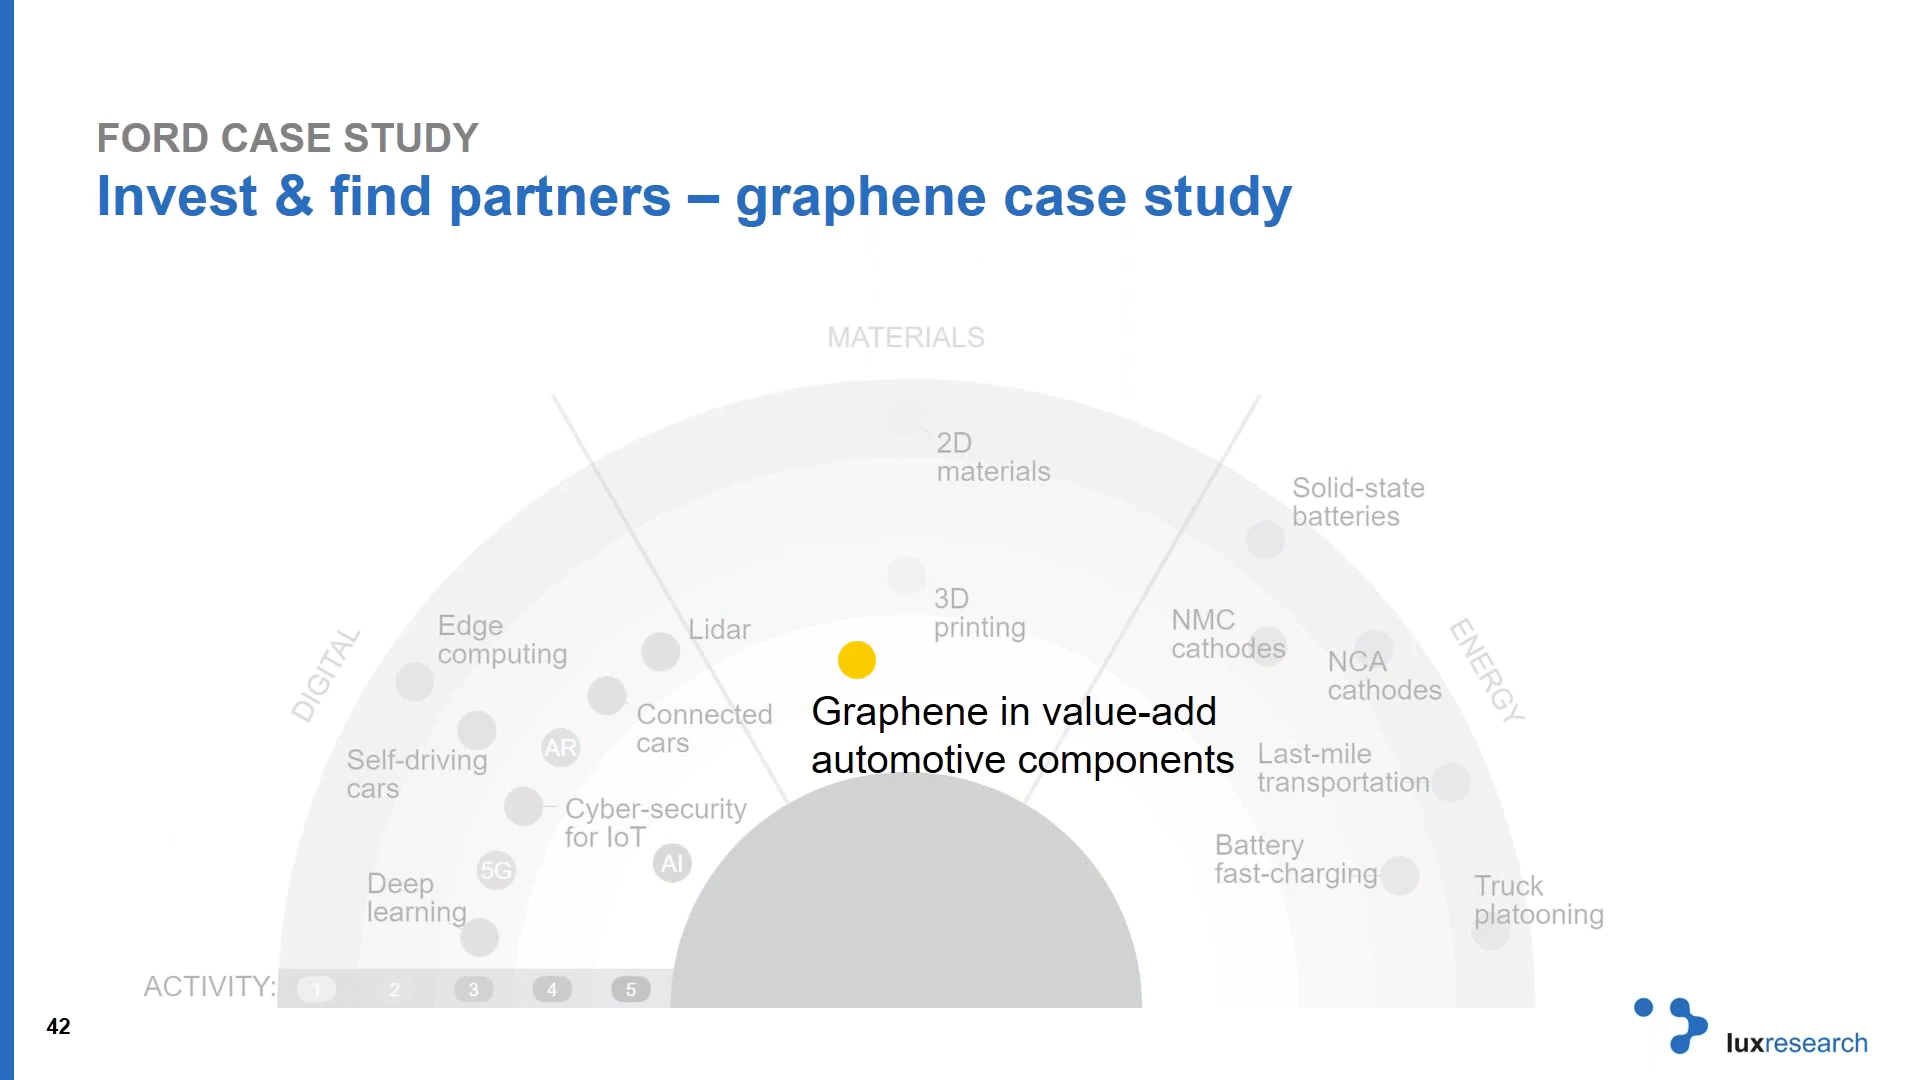 FORD CASE STUDY
Invest & find partners – graphene case study
MATERIALS
2D
materials
Solid-state
batteries
3D
printing
NMC
cathodes
NCA
cathodes
ENERGY
DIGITAL
Edge
computing
Lidar
Connected
cars
AR
Self-driving
cars
Graphene in value-add
automotive components
Last-mile
transportation
Cyber-security
for IoT
AI
5G
Deep
learning
Battery
fast-charging
Truck
platooning
ACTIVITY: 1 2 3 4 5
42
luxresearch